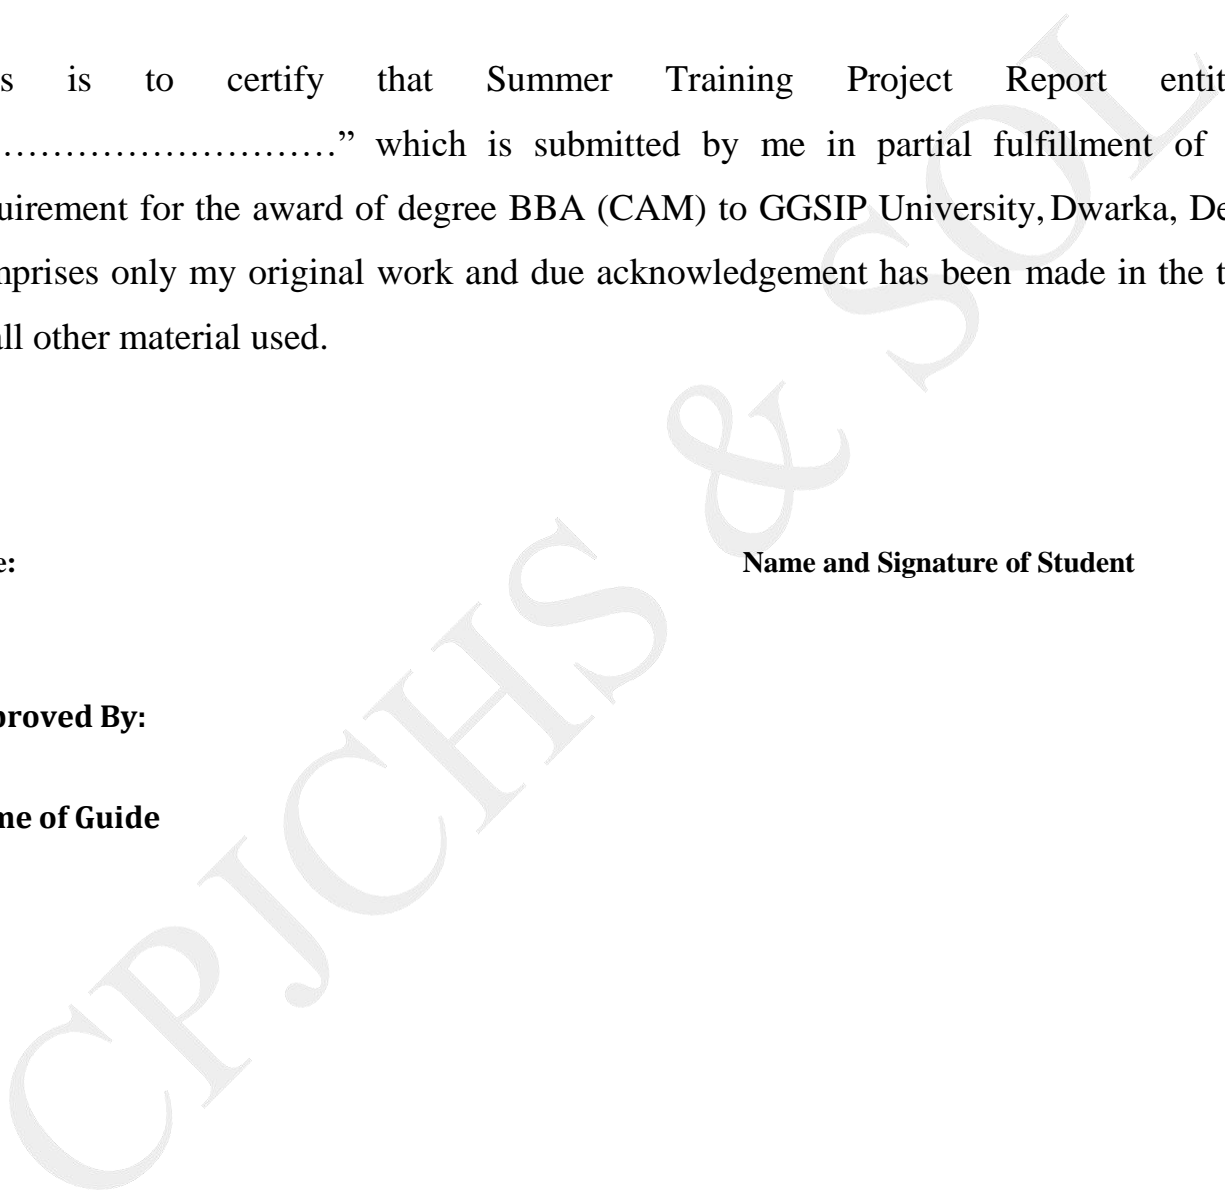 s is to certify that Summer Training Project Report entit
………………………” which is submitted by me in partial fulfillment of
uirement for the award of degree BBA (CAM) to GGSIP University, Dwarka, De
nprises only my original work and due acknowledgement has been made in the t
all other material used.
e: Name and Signature of Student
proved By:
me of Guide
CPJCHS & SOL